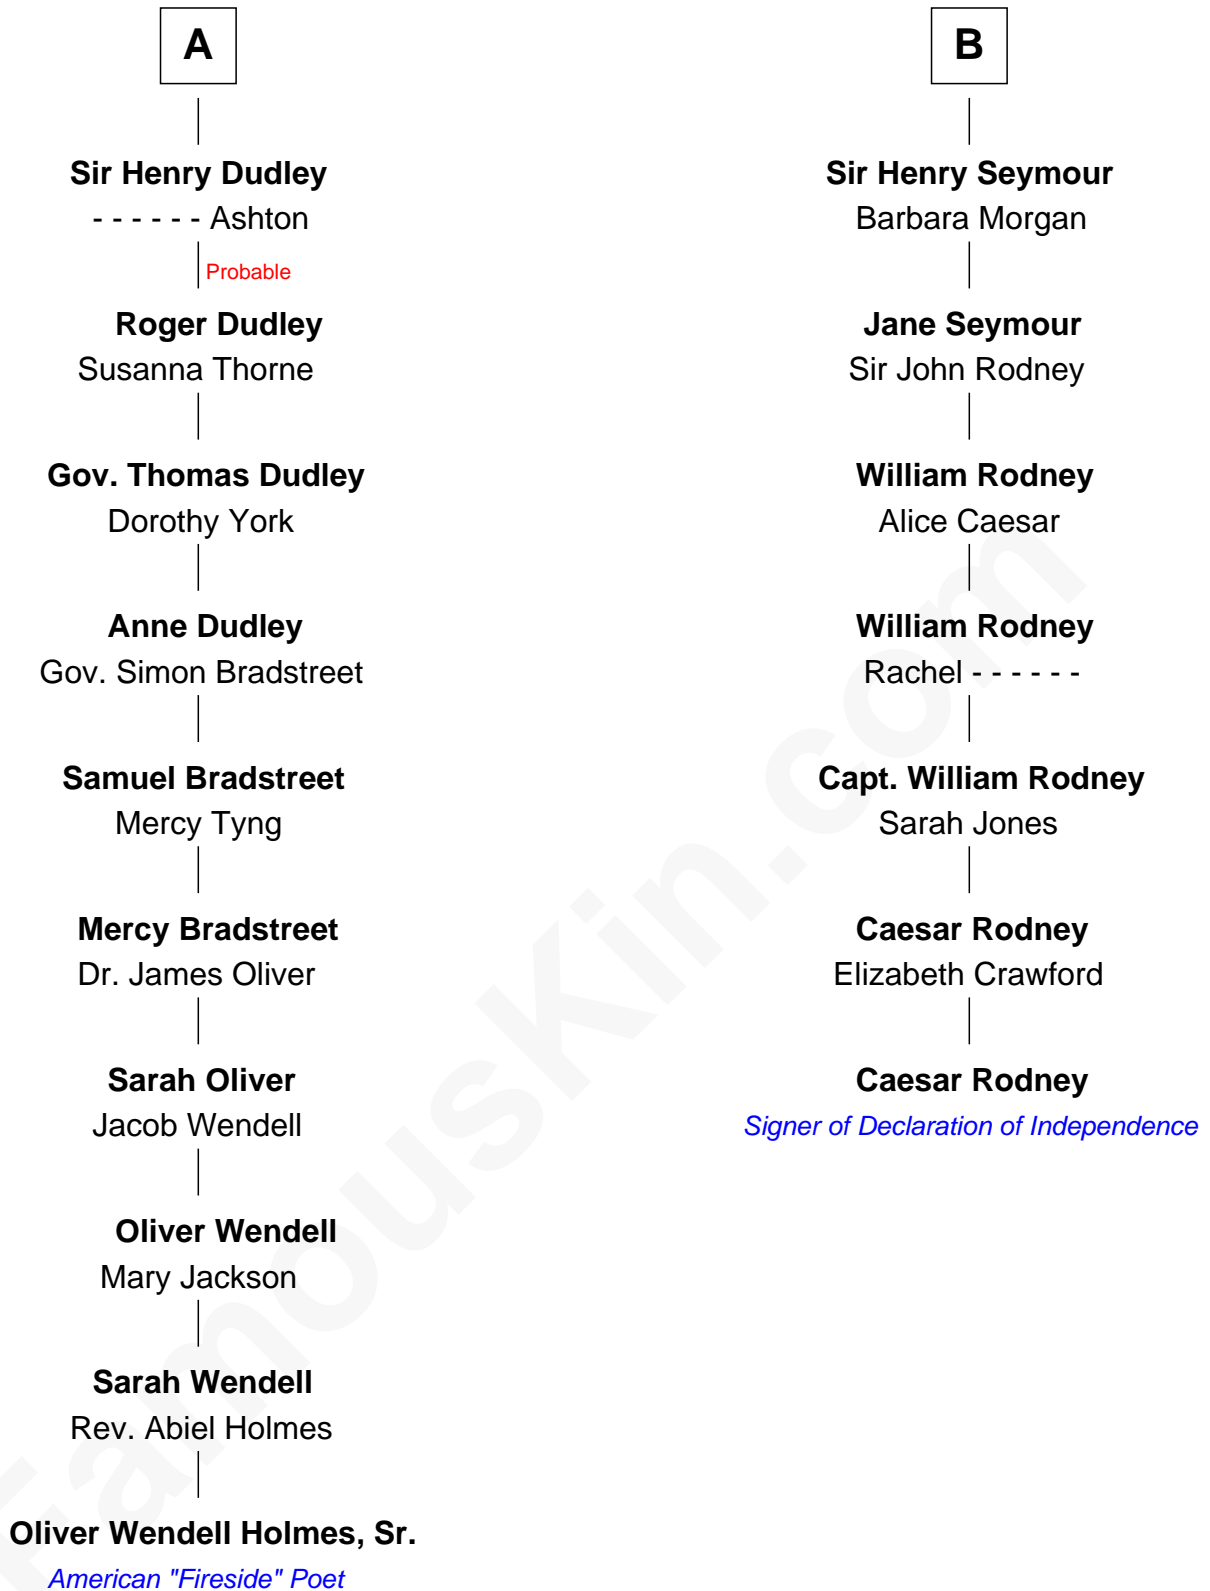 A
Sir Henry Dudley
- - - - - - Ashton
Probable
Roger Dudley
Susanna Thorne
Gov. Thomas Dudley
Dorothy York
Anne Dudley
Gov. Simon Bradstreet
Samuel Bradstreet
Mercy Tyng
Mercy Bradstreet
Dr. James Oliver
Sarah Oliver
Jacob Wendell
Oliver Wendell
Mary Jackson
Sarah Wendell
Rev. Abiel Holmes
Oliver Wendell Holmes, Sr.
American "Fireside" Poet
B
Sir Henry Seymour
Barbara Morgan
Jane Seymour
Sir John Rodney
William Rodney
Alice Caesar
William Rodney
Rachel - - - - - -
Capt. William Rodney
Sarah Jones
Caesar Rodney
Elizabeth Crawford
Caesar Rodney
Signer of Declaration of Independence
FamousKin.com